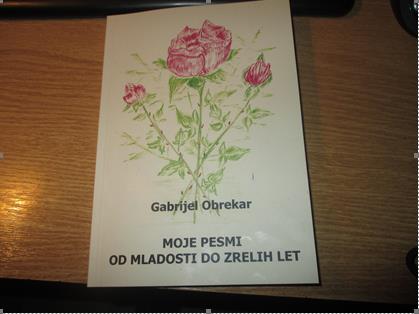 Gabrijel Obrekar
MOJE PESMI
OD MLADOSTI DO ZRELIH LET